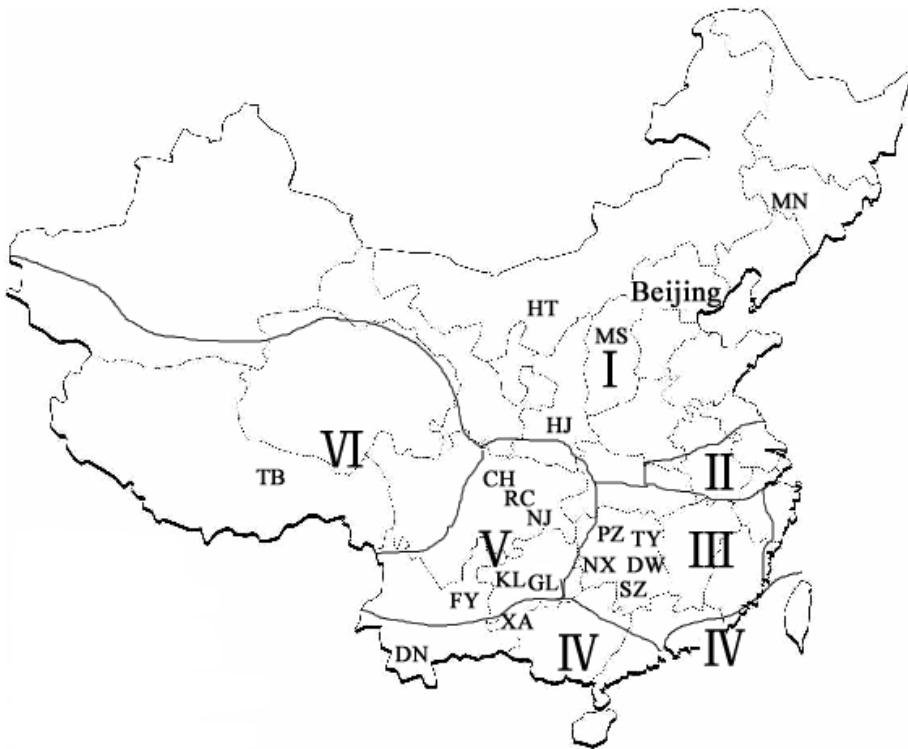 MN
Beijing
HT
MS
I
HJ
VI
II
CH
TB
RC
NJ
PZ
TY
V
III
NX
DW
KL
GL
SZ
FY
XA
DN
IV
IV